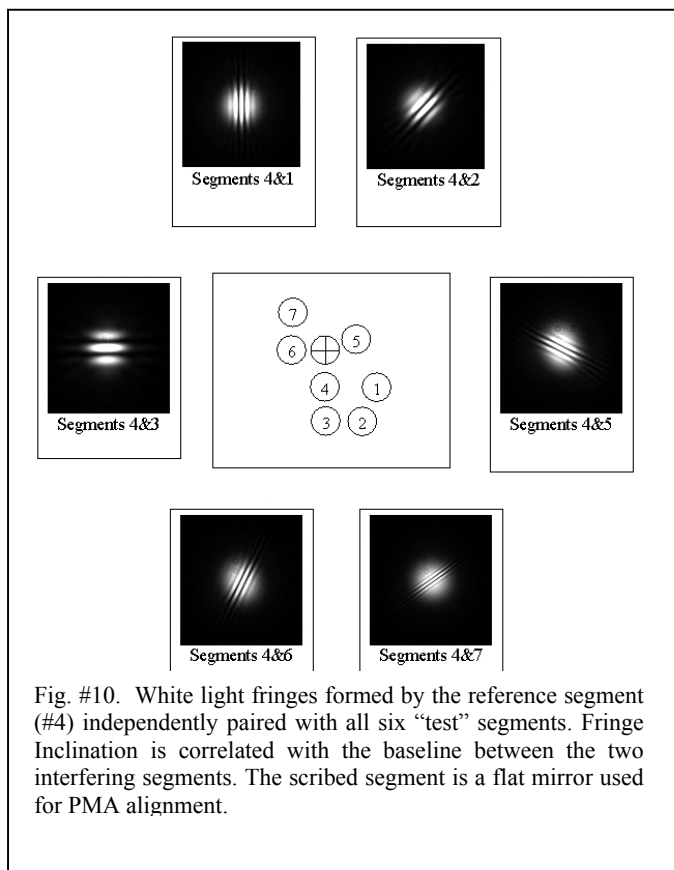 Segments 4&1
Segments 4&2
Segments 4&3
7
6
5
4
1
3
2
Segments 4&5
Segments 4&6
Segments 4&7
Fig. #10. White light fringes formed by the reference segment
(#4) independently paired with all six “test” segments. Fringe
Inclination is correlated with the baseline between the two
interfering segments. The scribed segment is a flat mirror used
for PMA alignment.